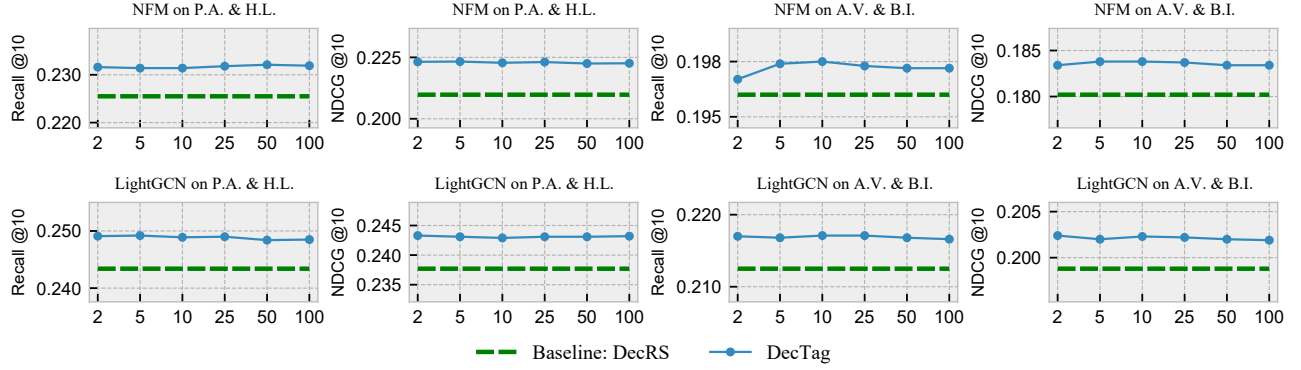 NFM on P.A. & H.L.
NFM on P.A. & H.L.
NFM on A.V. & B.I.
NFM on A.V. & B.I.
Recall @10
0.230
0.220
2 5 10 25 50 100
NDCG @10
0.225
0.200
2 5 10 25 50 100
Recall @10
0.198
0.195
2 5 10 25 50 100
NDCG @10
0.185
0.180
2 5 10 25 50 100
LightGCN on P.A. & H.L.
LightGCN on P.A. & H.L.
LightGCN on A.V. & B.I.
LightGCN on A.V. & B.I.
Recall @10
0.250
0.240
2 5 10 25 50 100
NDCG @10
0.245
0.240
0.235
2 5 10 25 50 100
Recall @10
0.220
0.210
2 5 10 25 50 100
NDCG @10
0.205
0.200
2 5 10 25 50 100
Baseline: DecRS
DecTag